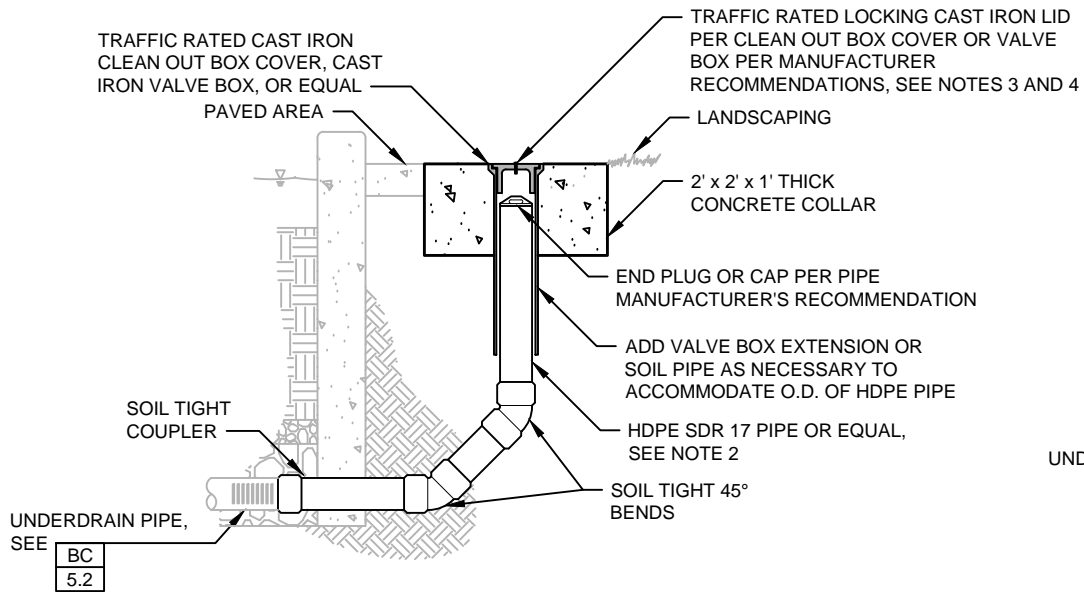 TRAFFIC RATED CAST IRON
CLEAN OUT BOX COVER, CAST
IRON VALVE BOX, OR EQUAL
PAVED AREA
TRAFFIC RATED LOCKING CAST IRON LID
PER CLEAN OUT BOX COVER OR VALVE
BOX PER MANUFACTURER
RECOMMENDATIONS, SEE NOTES 3 AND 4
LANDSCAPING
2' x 2' x 1' THICK
CONCRETE COLLAR
END PLUG OR CAP PER PIPE
MANUFACTURER'S RECOMMENDATION
ADD VALVE BOX EXTENSION OR
SOIL PIPE AS NECESSARY TO
ACCOMMODATE O.D. OF HDPE PIPE
HDPE SDR 17 PIPE OR EQUAL,
SEE NOTE 2
SOIL TIGHT 45°
BENDS
SOIL TIGHT
COUPLER
UNDERDRAIN PIPE,
SEE
BC
5.2
UND